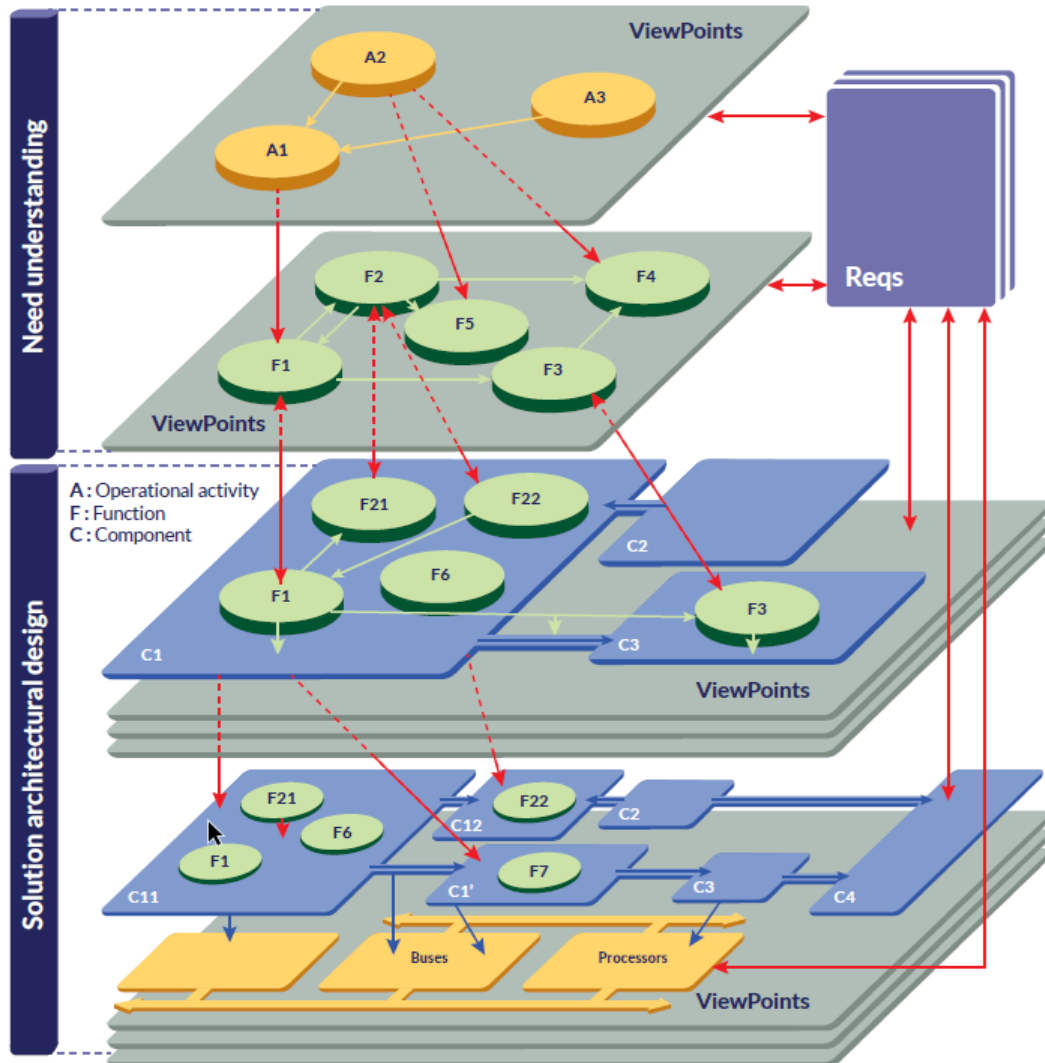 Need understanding
ViewPoints
A2
A3
A1
Reqs
F2
F4
F5
F1
F3
ViewPoints
Solution architectural design
A : Operational activity
F : Function
C : Component
F21
F22
C2
F6
F1
F3
C1
C3
ViewPoints
F21
F22
C2
C12
F6
F1
F7
C11
C1'
C3
C4
Buses
Processors
ViewPoints